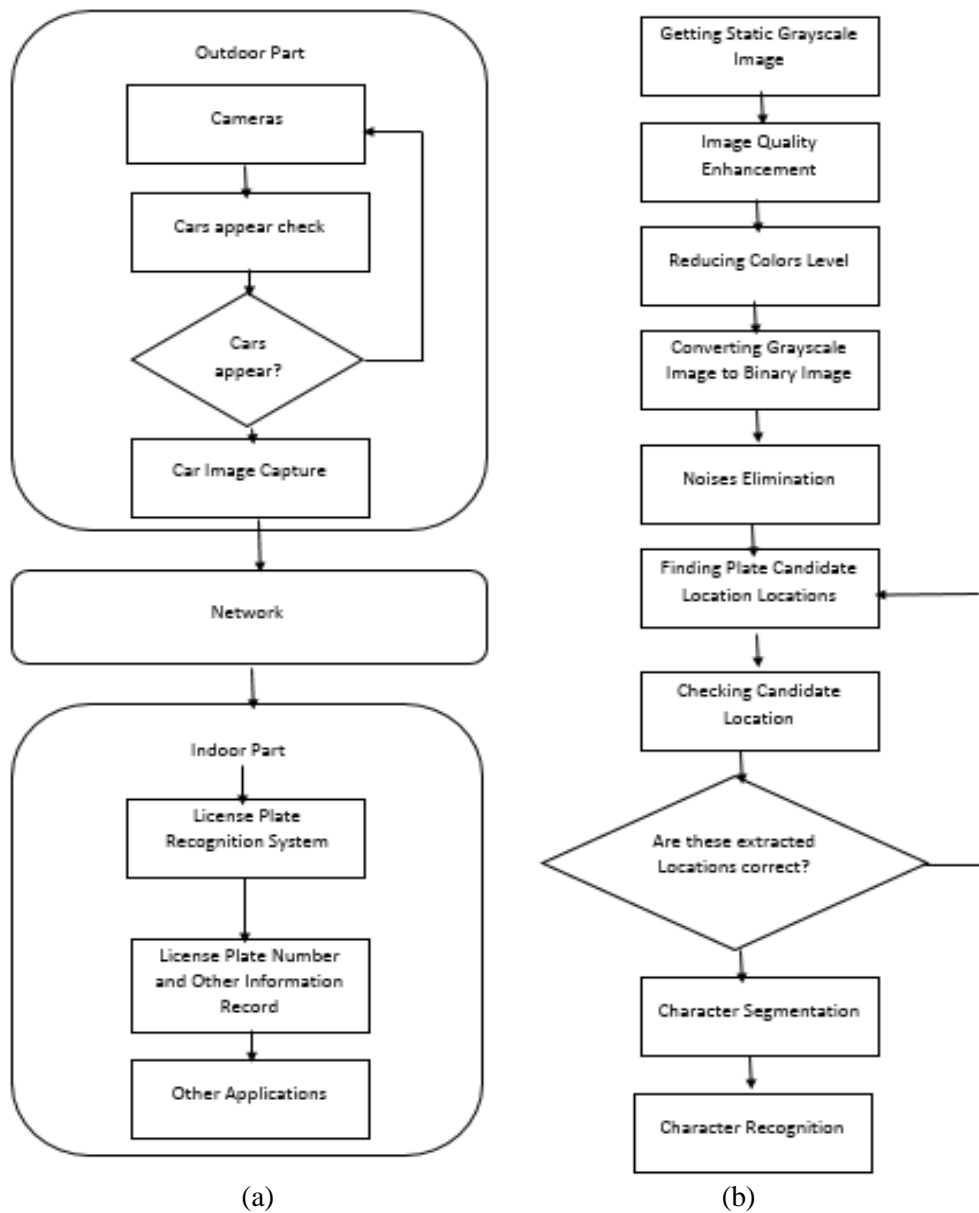 Outdoor Part
Cameras
Cars appear check
Cars
appear?
Car Image Capture
Network
Indoor Part
License Plate
Recognition System
License Plate Number
and Other Information
Record
Other Applications
(a)
Getting Static Grayscale
Image
Image Quality
Enhancement
Reducing Colors Level
Converting Grayscale
Image to Binary Image
Noises Elimination
Finding Plate Candidate
Location Locations
Checking Candidate
Location
Are these extracted
Locations correct?
Character Segmentation
Character Recognition
(b)